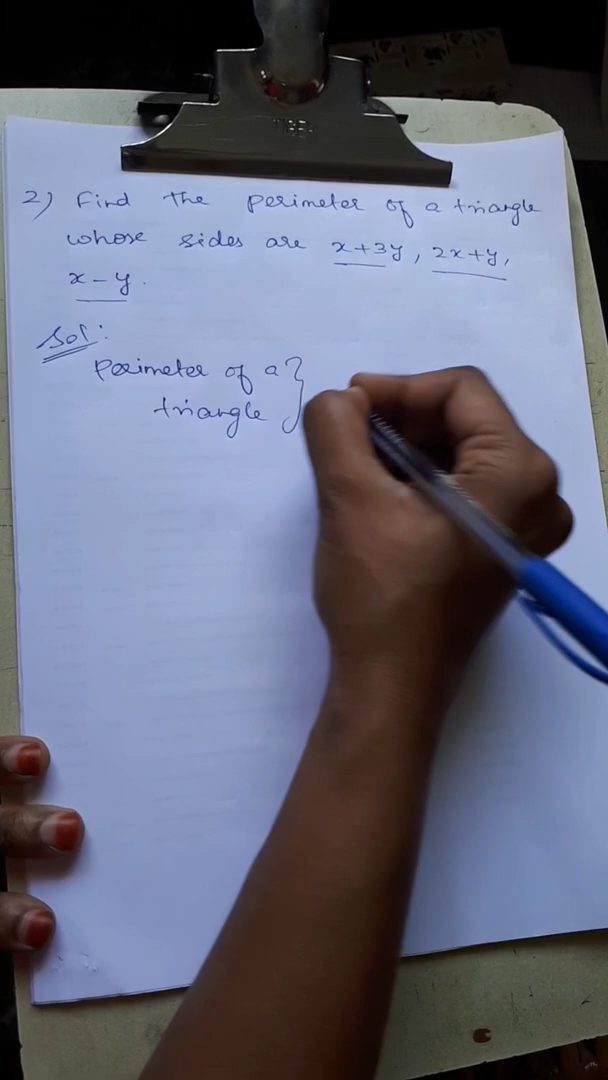 2) Find the perimeter of a triangle
whose sides are x+3y, 2x+y,
x-y.
Sol:
Perimeter of a }
triangle